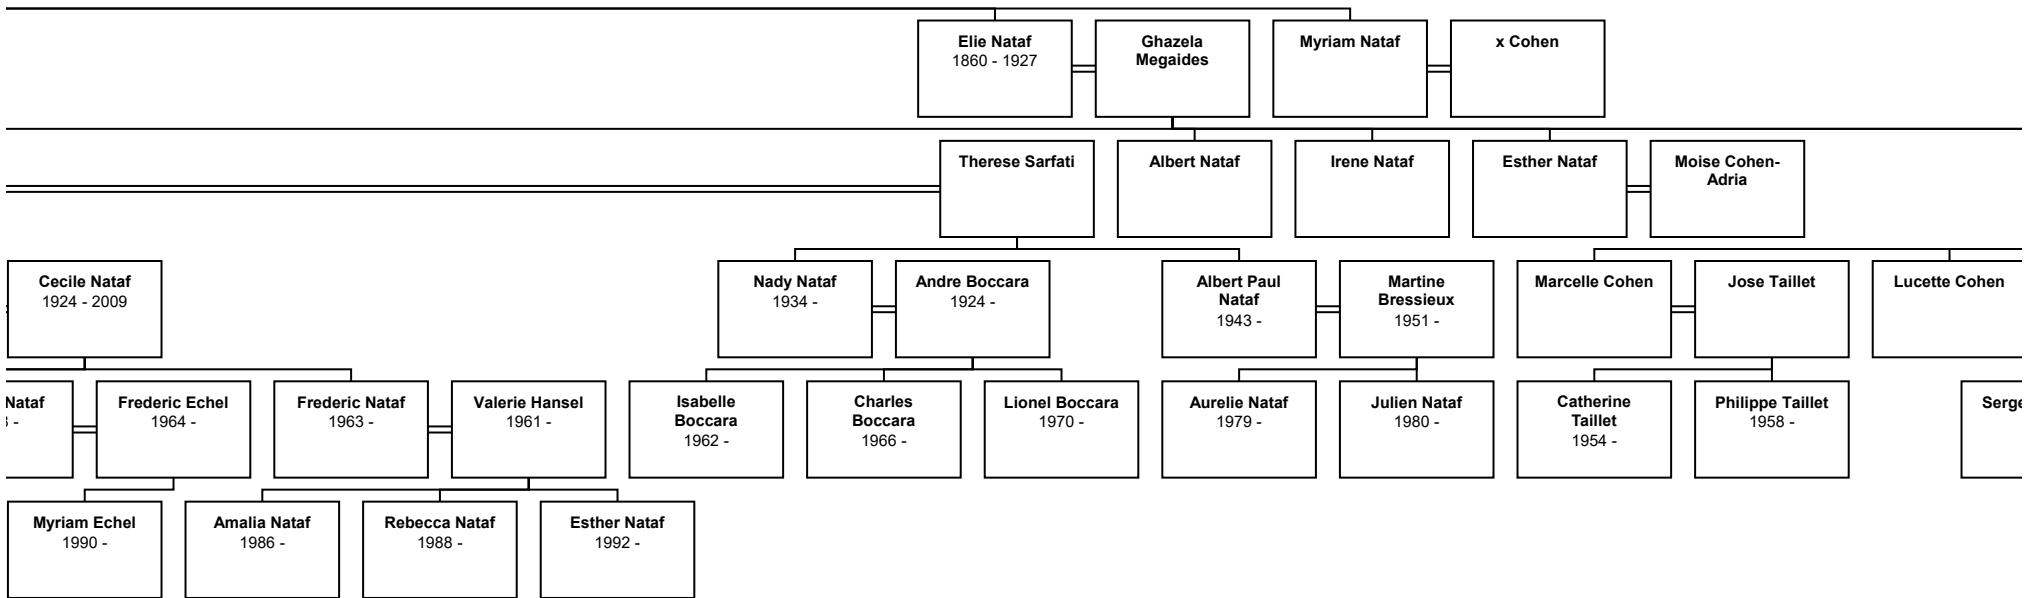 Elie Nataf
1860 - 1927
Ghazela
Megaides
Myriam Nataf
x Cohen
Therese Sarfati
Albert Nataf
Irene Nataf
Esther Nataf
Moise Cohen-
Adria
Cecile Nataf
1924 - 2009
Nady Nataf
1934 -
Andre Boccara
1924 -
Albert Paul
Nataf
1943 -
Martine
Bressieux
1951 -
Marcelle Cohen
Jose Taillet
Lucette Cohen
Nataf
-
Frederic Echel
1964 -
Frederic Nataf
1963 -
Valerie Hansel
1961 -
Isabelle
Boccara
1962 -
Charles
Boccara
1966 -
Lionel Boccara
1970 -
Aurelie Nataf
1979 -
Julien Nataf
1980 -
Catherine
Taillet
1954 -
Philippe Taillet
1958 -
Serge
Myriam Echel
1990 -
Amalia Nataf
1986 -
Rebecca Nataf
1988 -
Esther Nataf
1992 -